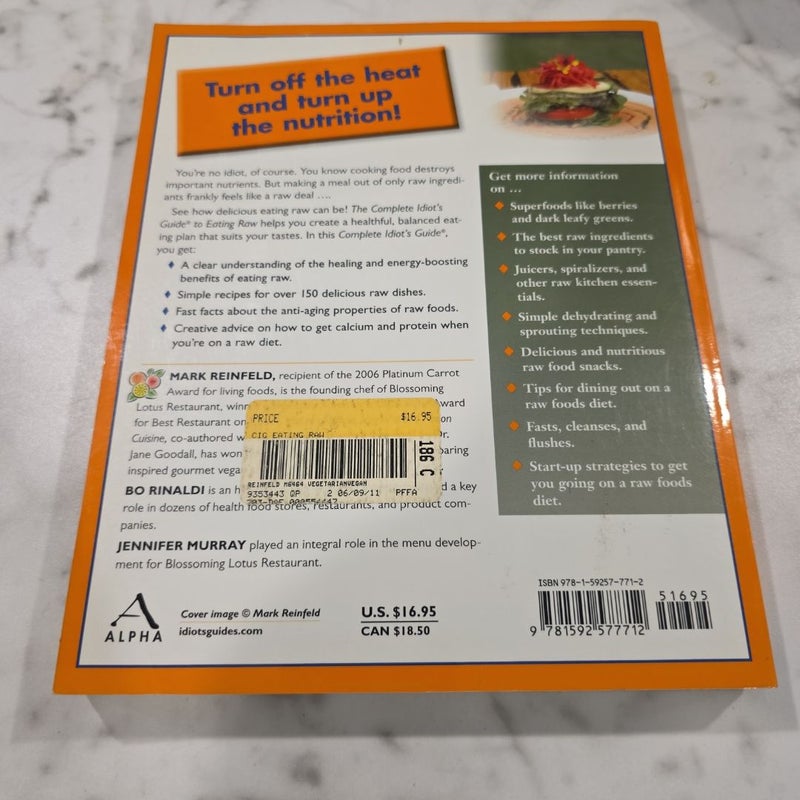 Turn off the heat
and turn up
the nutrition!
You're no idiot, of course. You know cooking food destroys
important nutrients. But making a meal out of only raw ingredi-
ants frankly feels like a raw deal ....
See how delicious eating raw can be! The Complete Idiot's
Guide® to Eating Raw helps you create a healthful, balanced eat-
ing plan that suits your tastes. In this Complete Idiot's Guide®,
you get:
♦ A clear understanding of the healing and energy-boosting
benefits of eating raw.
♦ Simple recipes for over 150 delicious raw dishes.
♦ Fast facts about the anti-aging properties of raw foods.
♦ Creative advice on how to get calcium and protein when
you're on a raw diet.
MARK REINFELD, recipient of the 2006 Platinum Carrot
Award for living foods, is the founding chef of Blossoming
Lotus Restaurant, winn
for Best Restaurant on
Cuisine, co-authored w
Jane Goodall, has won
inspired gourmet vega
PRICE $16.95
CIG EATING RAW
186 C
REINFELD M6464 VEGETARIANVEGAN
9353443 QP 2 06/09/11 PFFA
BO RINALDI is an h d a key
role in dozens of health food stores, restaurants, and product com-
panies.
JENNIFER MURRAY played an integral role in the menu develop-
ment for Blossoming Lotus Restaurant.
ALPHA
Cover image © Mark Reinfeld
idiotsguides.com
U.S. $16.95
CAN $18.50
Get more information
on ...
♦ Superfoods like berries
and dark leafy greens.
♦ The best raw ingredients
to stock in your pantry.
♦ Juicers, spiralizers, and
other raw kitchen essen-
tials.
♦ Simple dehydrating and
sprouting techniques.
♦ Delicious and nutritious
raw food snacks.
♦ Tips for dining out on a
raw foods diet.
♦ Fasts, cleanses, and
flushes.
♦ Start-up strategies to get
you going on a raw foods
diet.
ISBN 978-1-59257-771-2
51695
9 781592 577712